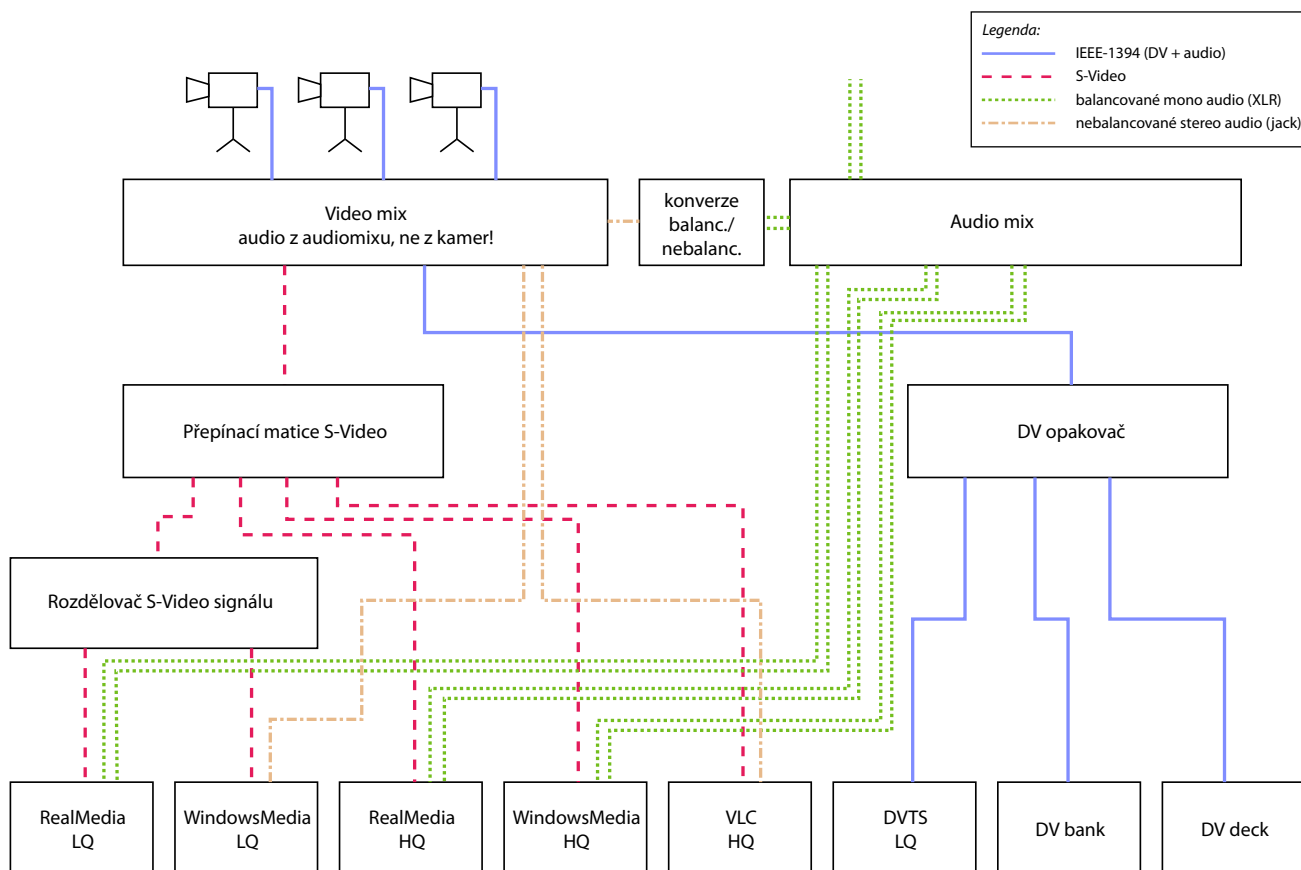 Legenda:
IEEE-1394 (DV + audio)
S-Video
balancované mono audio (XLR)
nebalancované stereo audio (jack)
Video mix
audio z audiomixu, ne z kamer!
konverze
balanc./
nebalanc.
Audio mix
Přepínací matice S-Video
DV opakovač
Rozdělovač S-Video signálu
RealMedia
LQ
WindowsMedia
LQ
RealMedia
HQ
WindowsMedia
HQ
VLC
HQ
DVTS
LQ
DV bank
DV deck